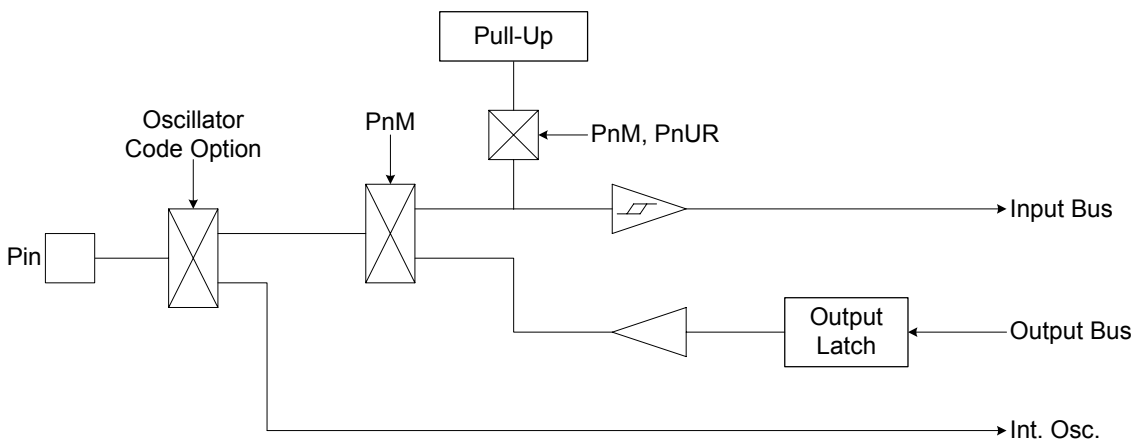 Pull-Up
Oscillator
Code Option
PnM
PnM, PnUR
Pin
Input Bus
Output
Latch
Output Bus
Int. Osc.